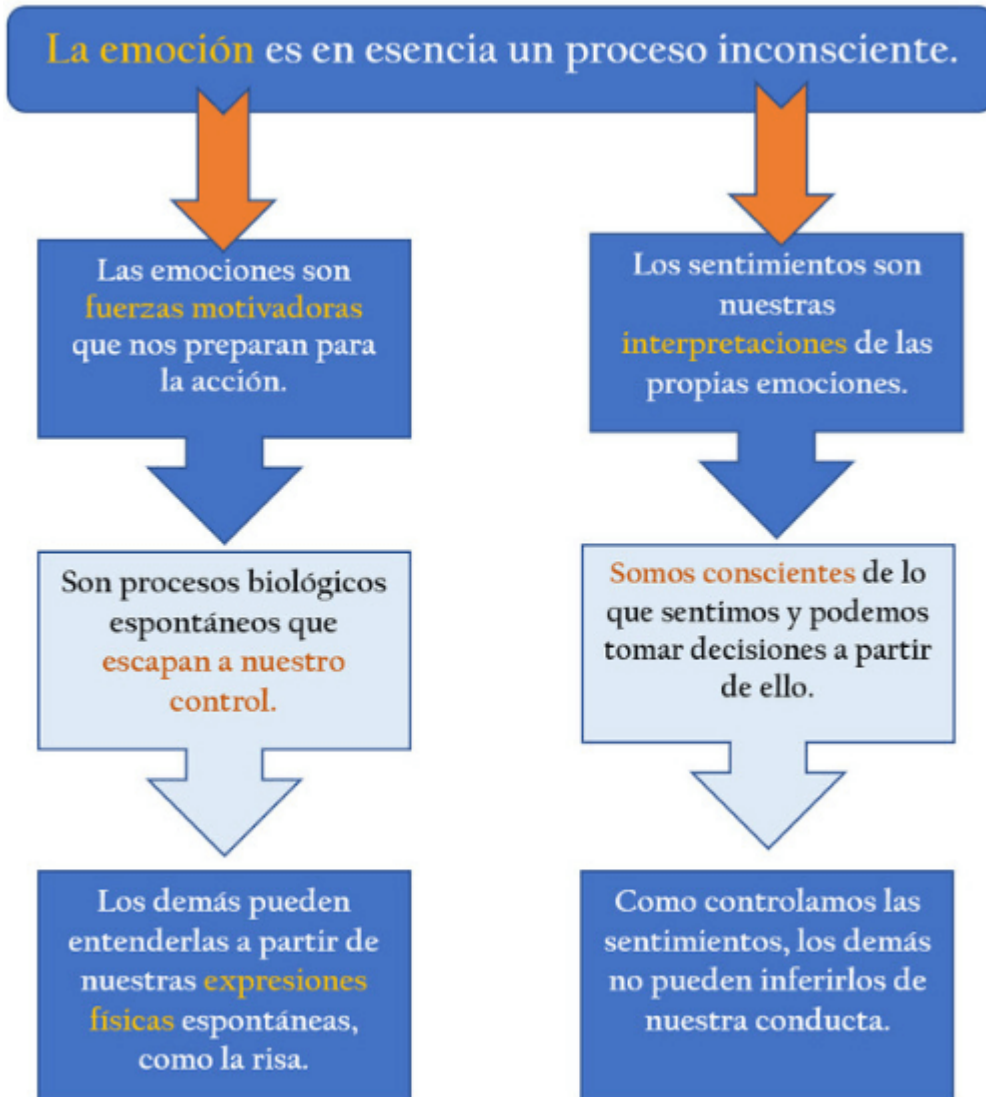 La emoción es en esencia un proceso inconsciente.
Las emociones son
fuerzas motivadoras
que nos preparan para
la acción.
Son procesos biológicos
espontáneos que
escapan a nuestro
control.
Los demás pueden
entenderlas a partir de
nuestras expresiones
físicas espontáneas,
como la risa.
Los sentimientos son
nuestras
interpretaciones de las
propias emociones.
Somos conscientes de lo
que sentimos y podemos
tomar decisiones a partir
de ello.
Como controlamos las
sentimientos, los demás
no pueden inferirlos de
nuestra conducta.